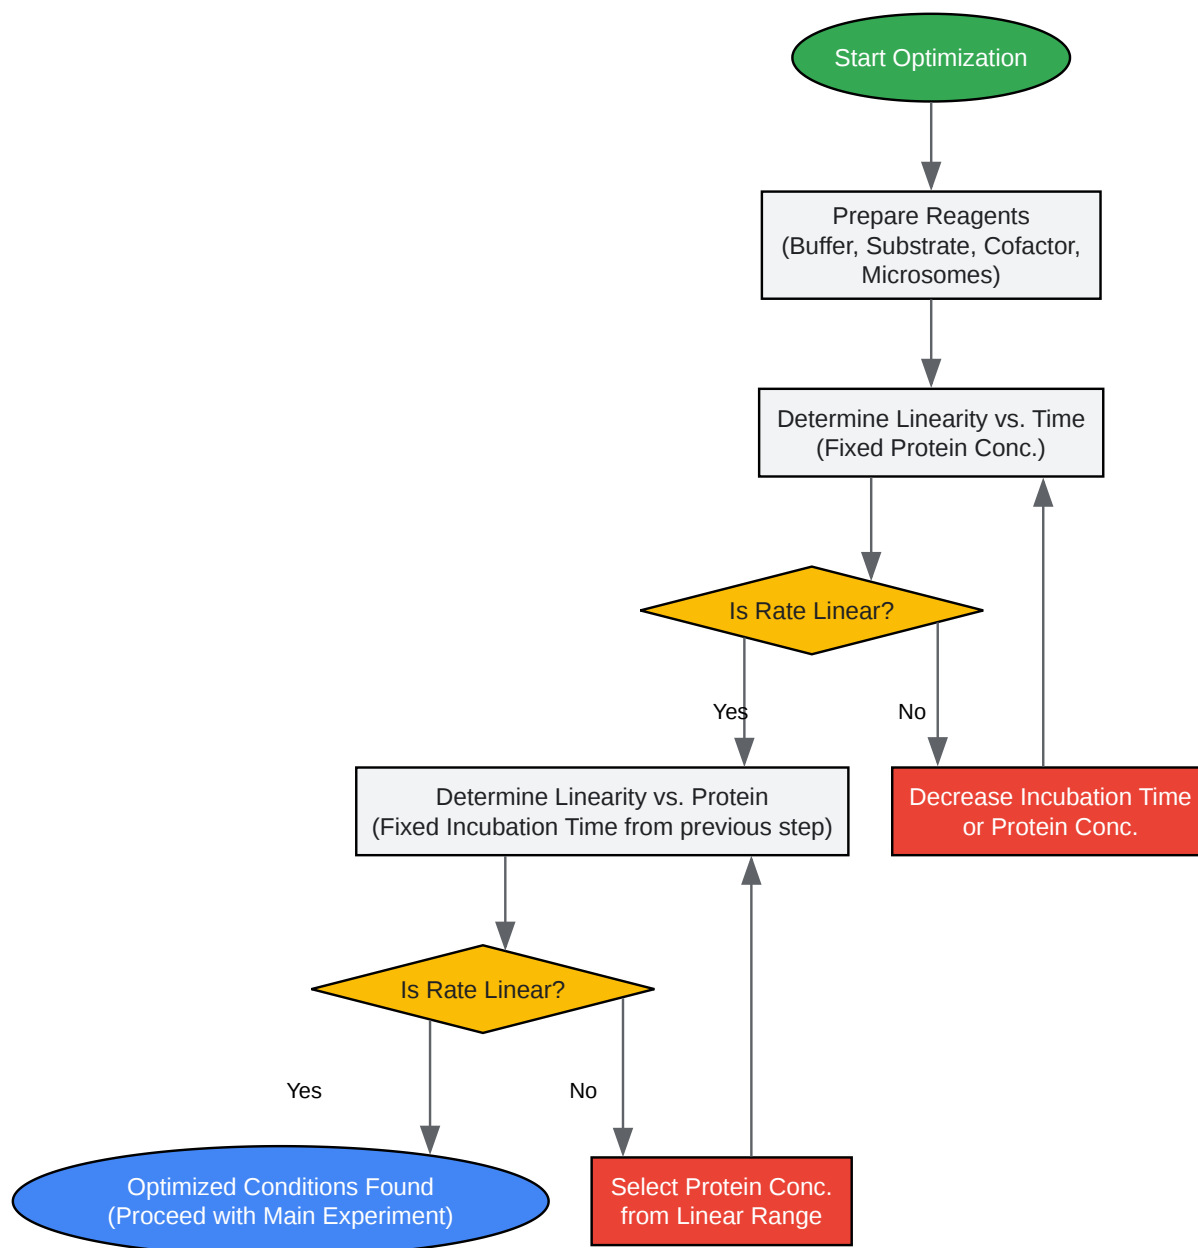 Start Optimization
Prepare Reagents
(Buffer, Substrate, Cofactor,
Microsomes)
Determine Linearity vs. Time
(Fixed Protein Conc.)
Is Rate Linear?
Yes
No
Determine Linearity vs. Protein
(Fixed Incubation Time from previous step)
Decrease Incubation Time
or Protein Conc.
Is Rate Linear?
Yes
No
Optimized Conditions Found
(Proceed with Main Experiment)
Select Protein Conc.
from Linear Range